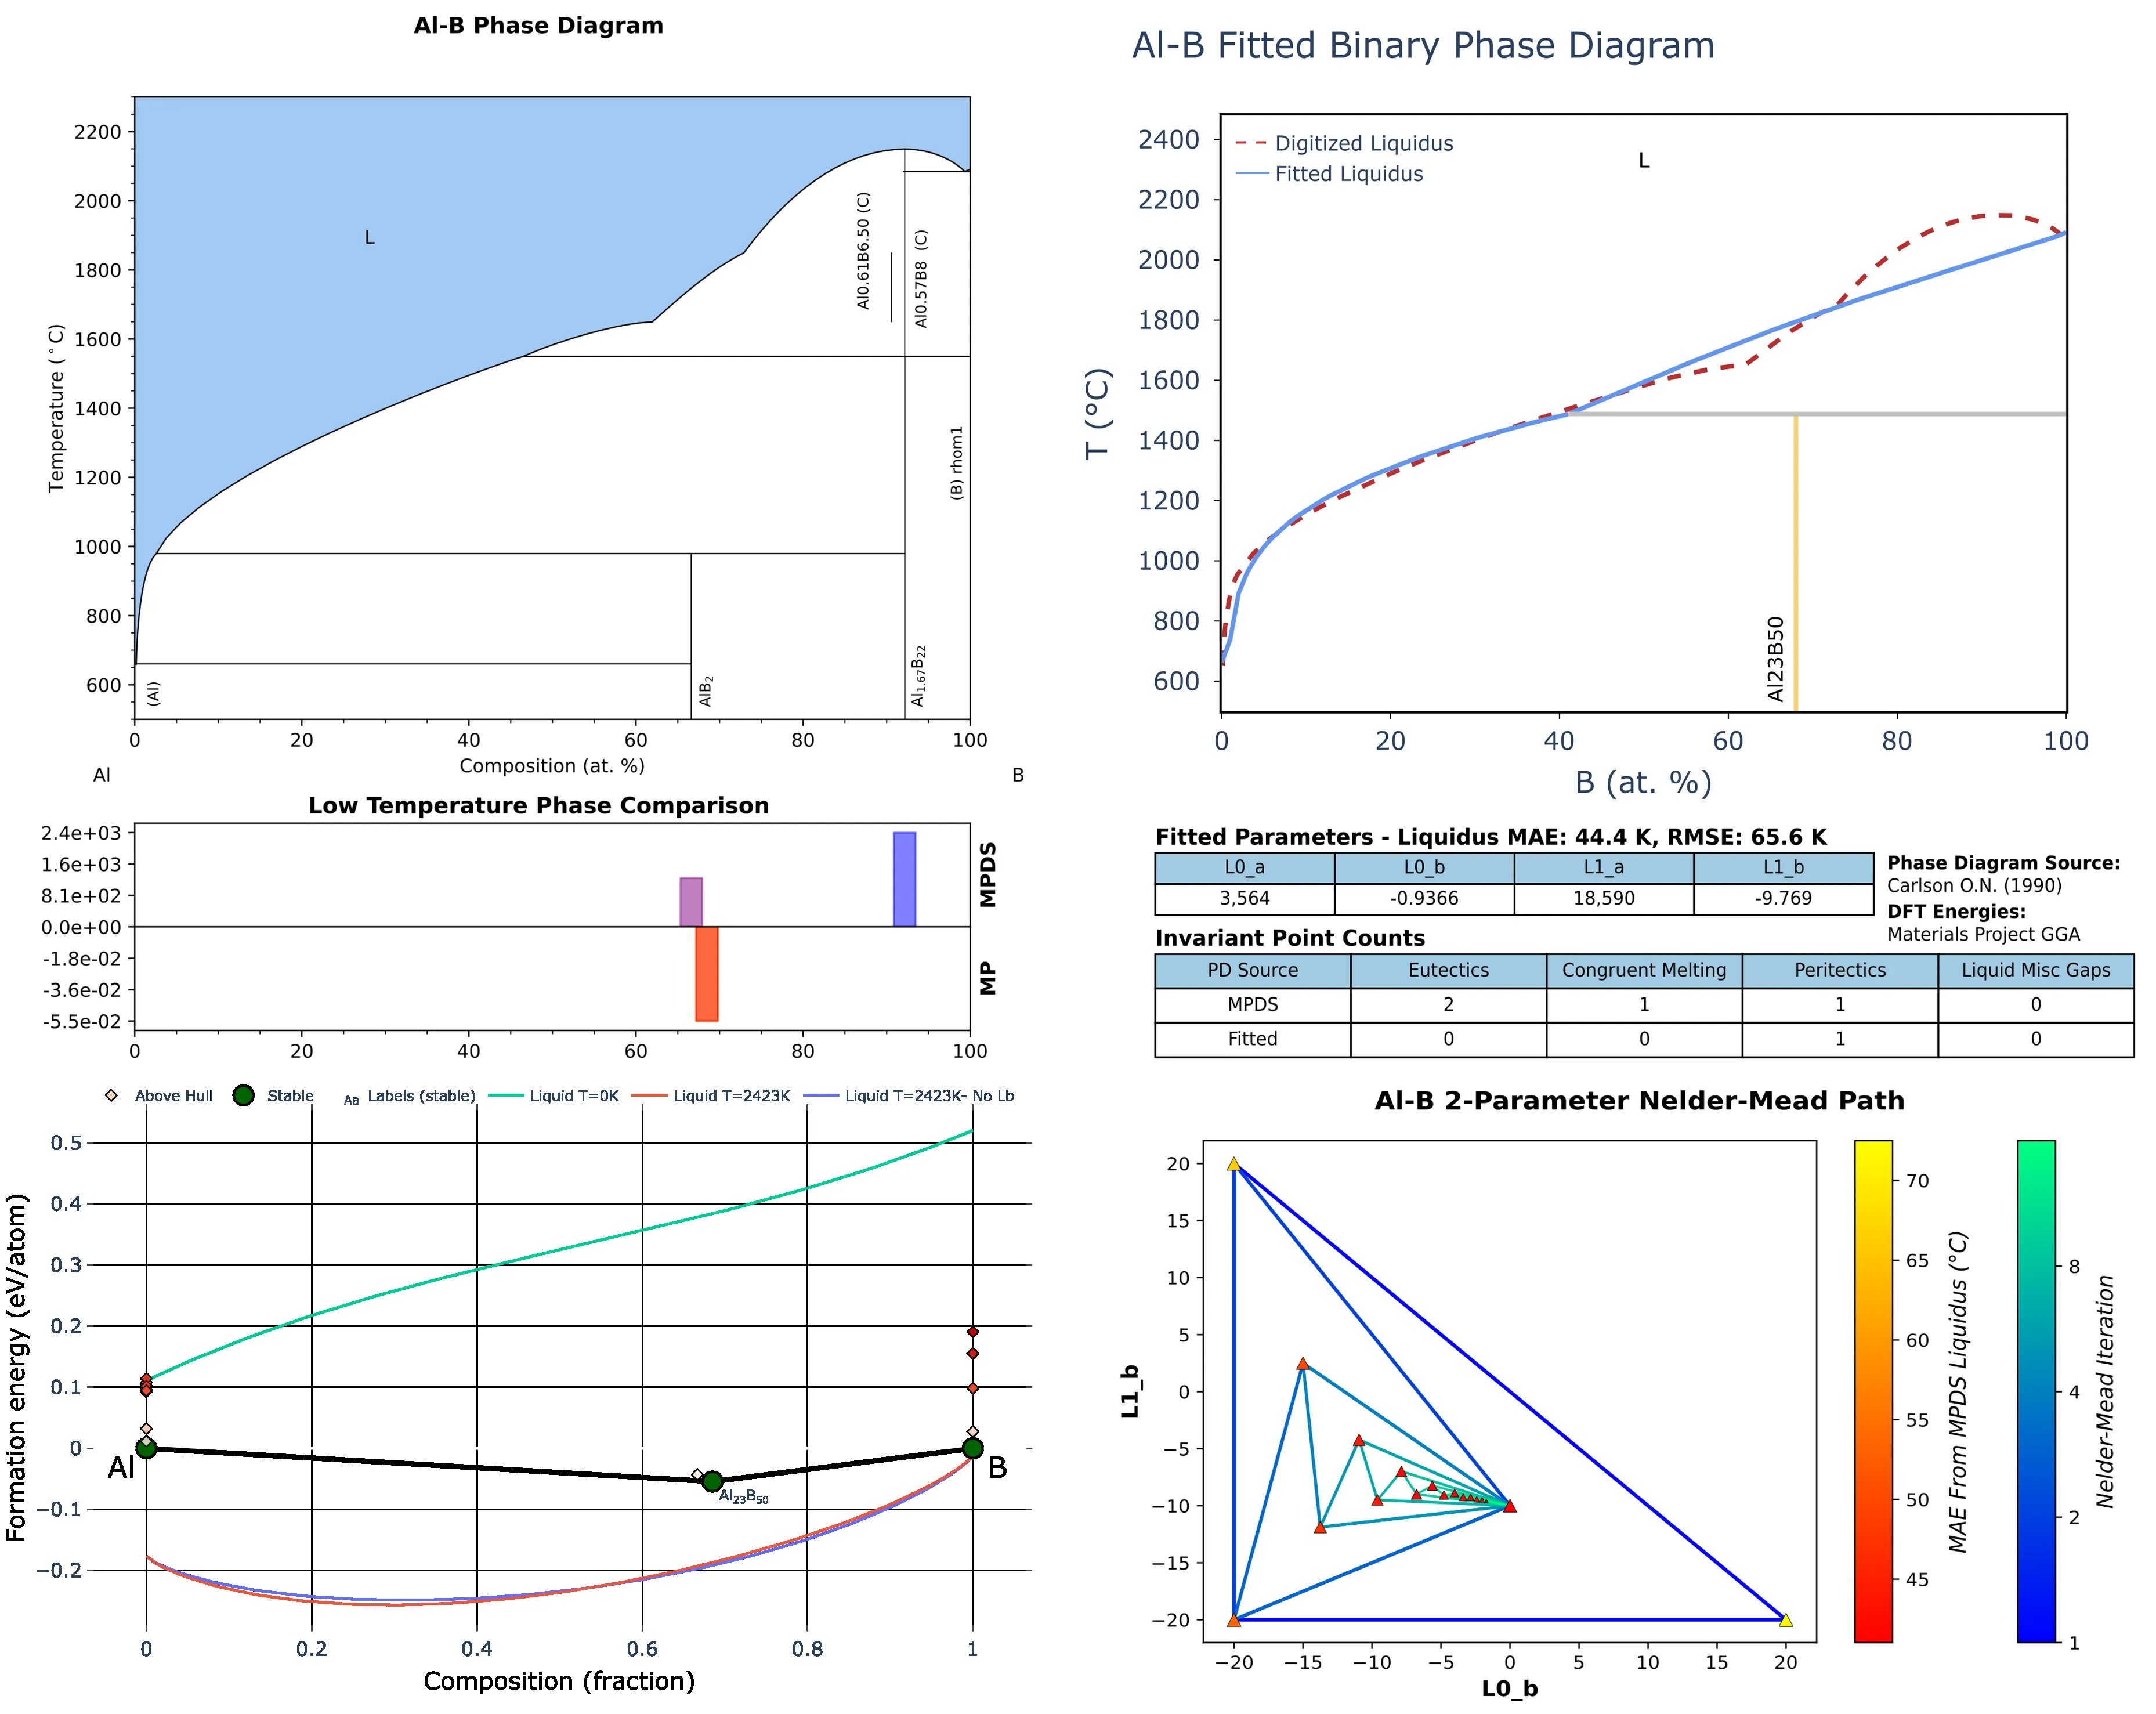 Al-B Phase Diagram
2200
2000
1800
1600
1400
1200
1000
800
600
Temperature (°C)
L
Al0.61B6.50 (C)
Al0.57B8 (C)
(B) rhom1
(Al)
AlB2
Al1.67B22
0 20 40 60 80 100
Composition (at. %)
Al B
Low Temperature Phase Comparison
2.4e+03
1.6e+03
8.1e+02
0.0e+00
-1.8e-02
-3.6e-02
-5.5e-02
MPDS
MP
0 20 40 60 80 100
Above Hull Stable Aa Labels (stable) Liquid T=0K Liquid T=2423K Liquid T=2423K- No Lb
0.5
0.4
0.3
0.2
0.1
0
−0.1
−0.2
Formation energy (eV/atom)
Al
B
Al23B50
0 0.2 0.4 0.6 0.8 1
Composition (fraction)
Al-B Fitted Binary Phase Diagram
Digitized Liquidus
Fitted Liquidus
L
2400
2200
2000
1800
1600
1400
1200
1000
800
600
T (°C)
Al23B50
0 20 40 60 80 100
B (at. %)
Fitted Parameters - Liquidus MAE: 44.4 K, RMSE: 65.6 K
L0_a L0_b L1_a L1_b
3,564 -0.9366 18,590 -9.769
Phase Diagram Source:
Carlson O.N. (1990)
DFT Energies:
Materials Project GGA
Invariant Point Counts
PD Source Eutectics Congruent Melting Peritectics Liquid Misc Gaps
MPDS 2 1 1 0
Fitted 0 0 1 0
Al-B 2-Parameter Nelder-Mead Path
20
15
10
5
0
−5
−10
−15
−20
L1_b
−20 −15 −10 −5 0 5 10 15 20
L0_b
70
65
60
55
50
45
MAE From MPDS Liquidus (°C)
8
4
2
1
Nelder-Mead Iteration